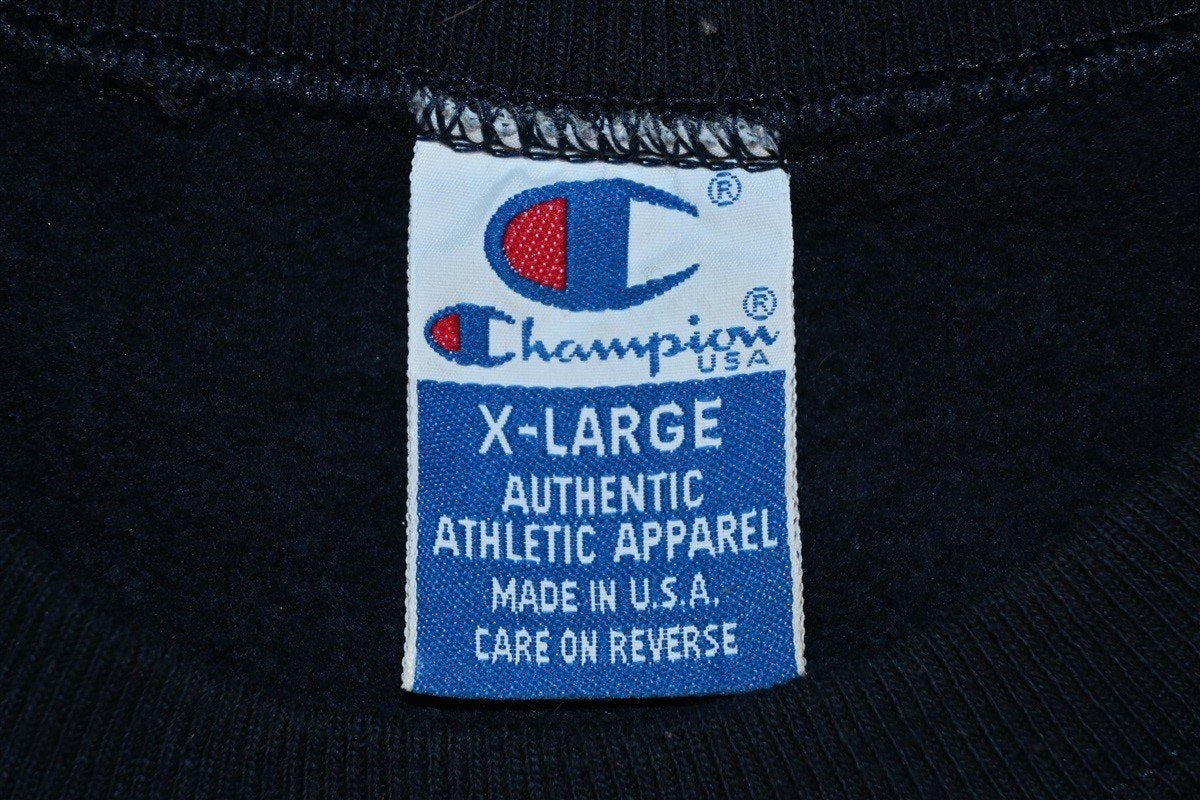 ®
®
Champion
USA
X-LARGE
AUTHENTIC
ATHLETIC APPAREL
MADE IN U.S.A.
CARE ON REVERSE